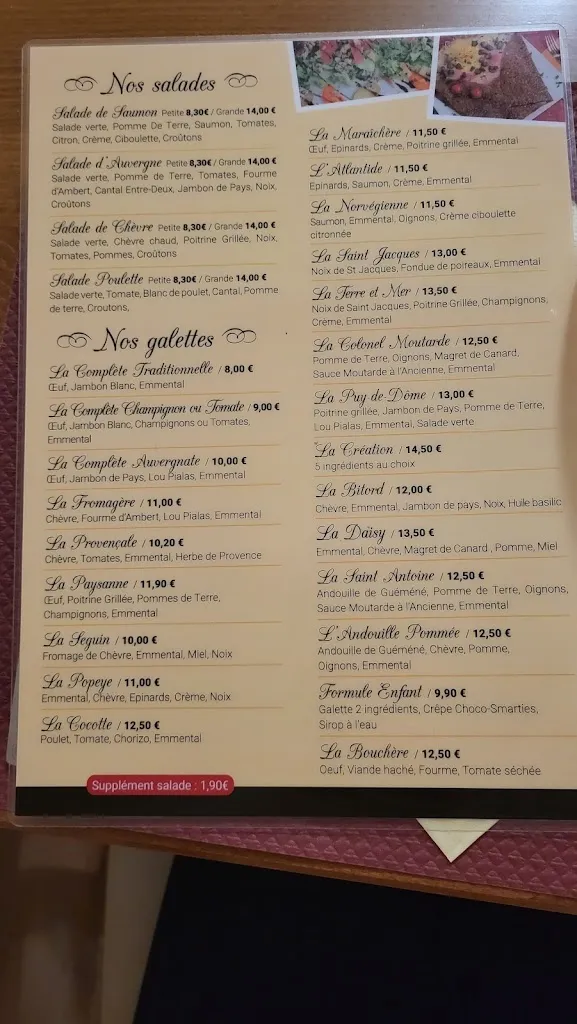 Nos salades
Salade de Saumon Petite 8,30€ / Grande 14,00 €
Salade verte, Pomme De Terre, Saumon, Tomates,
Citron, Crème, Ciboulette, Croûtons
Salade d'Auvergne Petite 8,30€ / Grande 14,00 €
Salade verte, Pomme de Terre, Tomates, Fourme
d'Ambert, Cantal Entre-Deux, Jambon de Pays, Noix,
Croûtons
Salade de Chèvre Petite 8,30€ / Grande 14,00 €
Salade verte, Chèvre chaud, Poitrine Grillée, Noix,
Tomates, Pommes, Croûtons
Salade Poulette Petite 8,30€ / Grande 14,00 €
Salade verte, Tomate, Blanc de poulet, Cantal, Pomme
de terre, Croutons,
Nos galettes
La Complète Traditionnelle / 8,00 €
Œuf, Jambon Blanc, Emmental
La Complète Champignon ou Tomate / 9,00 €
Œuf, Jambon Blanc, Champignons ou Tomates,
Emmental
La Complète Auvergnate / 10,00 €
Œuf, Jambon de Pays, Lou Pialas, Emmental
La Fromagère / 11,00 €
Chèvre, Fourme d'Ambert, Lou Pialas, Emmental
La Provençale / 10,20 €
Chèvre, Tomates, Emmental, Herbe de Provence
La Paysanne / 11,90 €
Œuf, Poitrine Grillée, Pommes de Terre,
Champignons, Emmental
La Seguin / 10,00 €
Fromage de Chèvre, Emmental, Miel, Noix
La Popeye / 11,00 €
Emmental, Chèvre, Epinards, Crème, Noix
La Cocotte / 12,50 €
Poulet, Tomate, Chorizo, Emmental
Supplément salade : 1,90€
La Maraîchère / 11,50 €
Œuf, Epinards, Crème, Poitrine grillée, Emmental
L'Atlantide / 11,50 €
Epinards, Saumon, Crème, Emmental
La Norvégienne / 11,50 €
Saumon, Emmental, Oignons, Crème ciboulette
citronnée
La Saint Jacques / 13,00 €
Noix de St Jacques, Fondue de poireaux, Emmental
La Terre et Mer / 13,50 €
Noix de Saint Jacques, Poitrine Grillée, Champignons,
Crème, Emmental
La Colonel Moutarde / 12,50 €
Pomme de Terre, Oignons, Magret de Canard,
Sauce Moutarde à l'Ancienne, Emmental
La Puy-de-Dôme / 13,00 €
Poitrine grillée, Jambon de Pays, Pomme de Terre,
Lou Pialas, Emmental, Salade verte
La Création / 14,50 €
5 ingrédients au choix
La Bitord / 12,00 €
Chèvre, Emmental, Jambon de pays, Noix, Huile basilic
La Daïsy / 13,50 €
Emmental, Chèvre, Magret de Canard , Pomme, Miel
La Saint Antoine / 12,50 €
Andouille de Guéméné, Pomme de Terre, Oignons,
Sauce Moutarde à l'Ancienne, Emmental
L'Andouille Pommée / 12,50 €
Andouille de Guéméné, Chèvre, Pomme,
Oignons, Emmental
Formule Enfant / 9,90 €
Galette 2 ingrédients, Crêpe Choco-Smarties,
Sirop à l'eau
La Bouchère / 12,50 €
Oeuf, Viande haché, Fourme, Tomate séchée